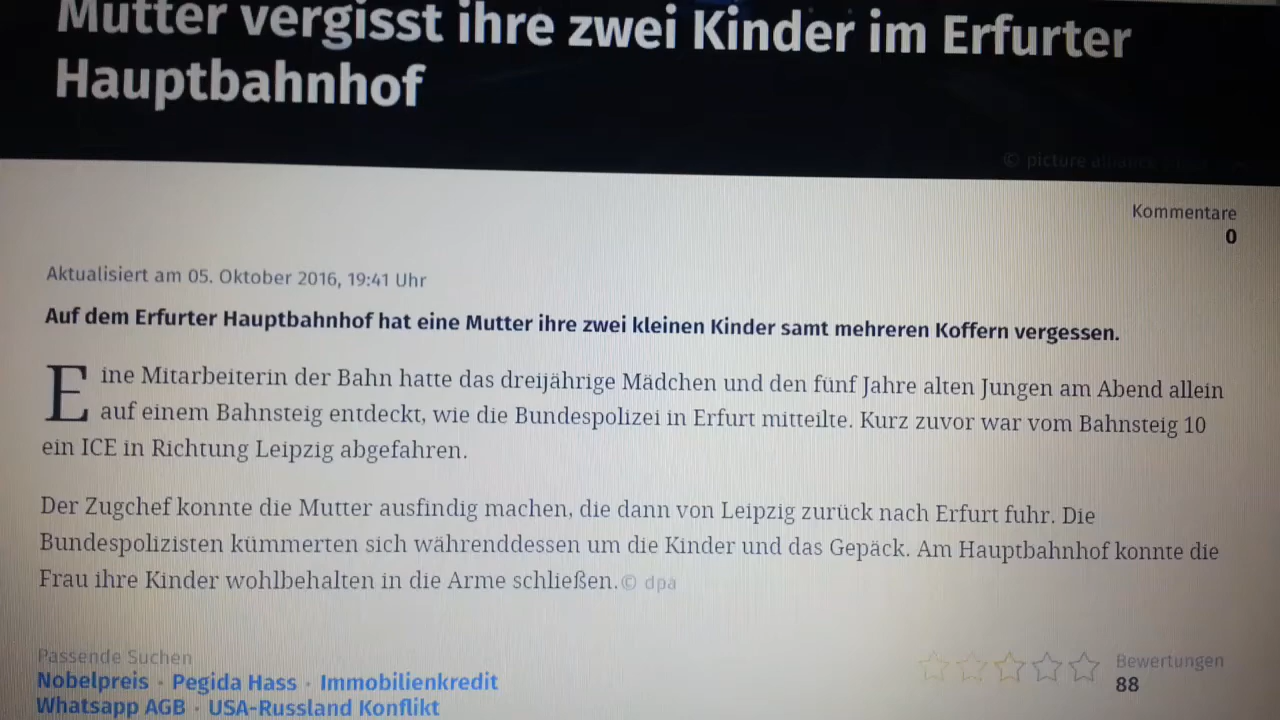 Mutter vergisst ihre zwei Kinder im Erfurter
Hauptbahnhof
© picture alliance
Kommentare
0
Aktualisiert am 05. Oktober 2016, 19:41 Uhr
Auf dem Erfurter Hauptbahnhof hat eine Mutter ihre zwei kleinen Kinder samt mehreren Koffern vergessen.
Eine Mitarbeiterin der Bahn hatte das dreijährige Mädchen und den fünf Jahre alten Jungen am Abend allein
auf einem Bahnsteig entdeckt, wie die Bundespolizei in Erfurt mitteilte. Kurz zuvor war vom Bahnsteig 10
ein ICE in Richtung Leipzig abgefahren.
Der Zugchef konnte die Mutter ausfindig machen, die dann von Leipzig zurück nach Erfurt fuhr. Die
Bundespolizisten kümmerten sich währenddessen um die Kinder und das Gepäck. Am Hauptbahnhof konnte die
Frau ihre Kinder wohlbehalten in die Arme schließen.© dpa
Passende Suchen
Nobelpreis · Pegida Hass · Immobilienkredit
Whatsapp AGB · USA-Russland Konflikt
Bewertungen
88